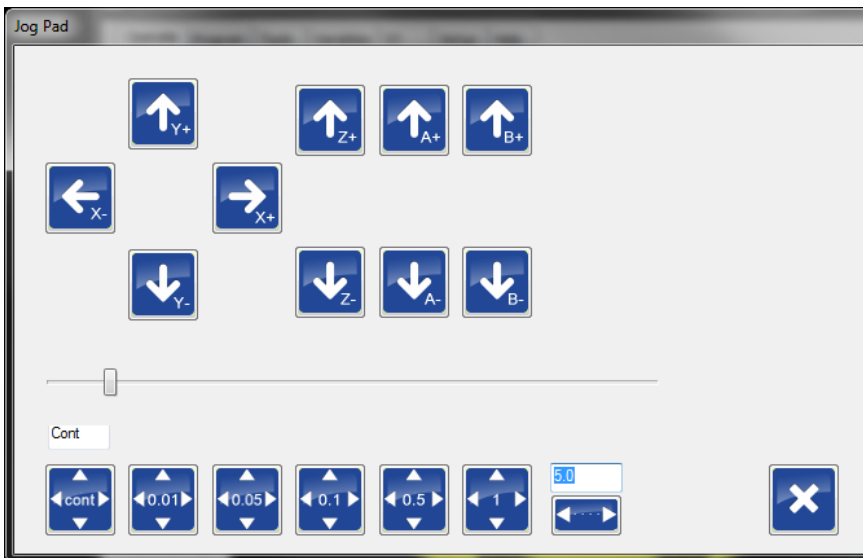 Jog Pad
Y+
Z+ A+ B+
X- X+
Y-
Z- A- B-
Cont
cont 0.01 0.05 0.1 0.5 1
5.0